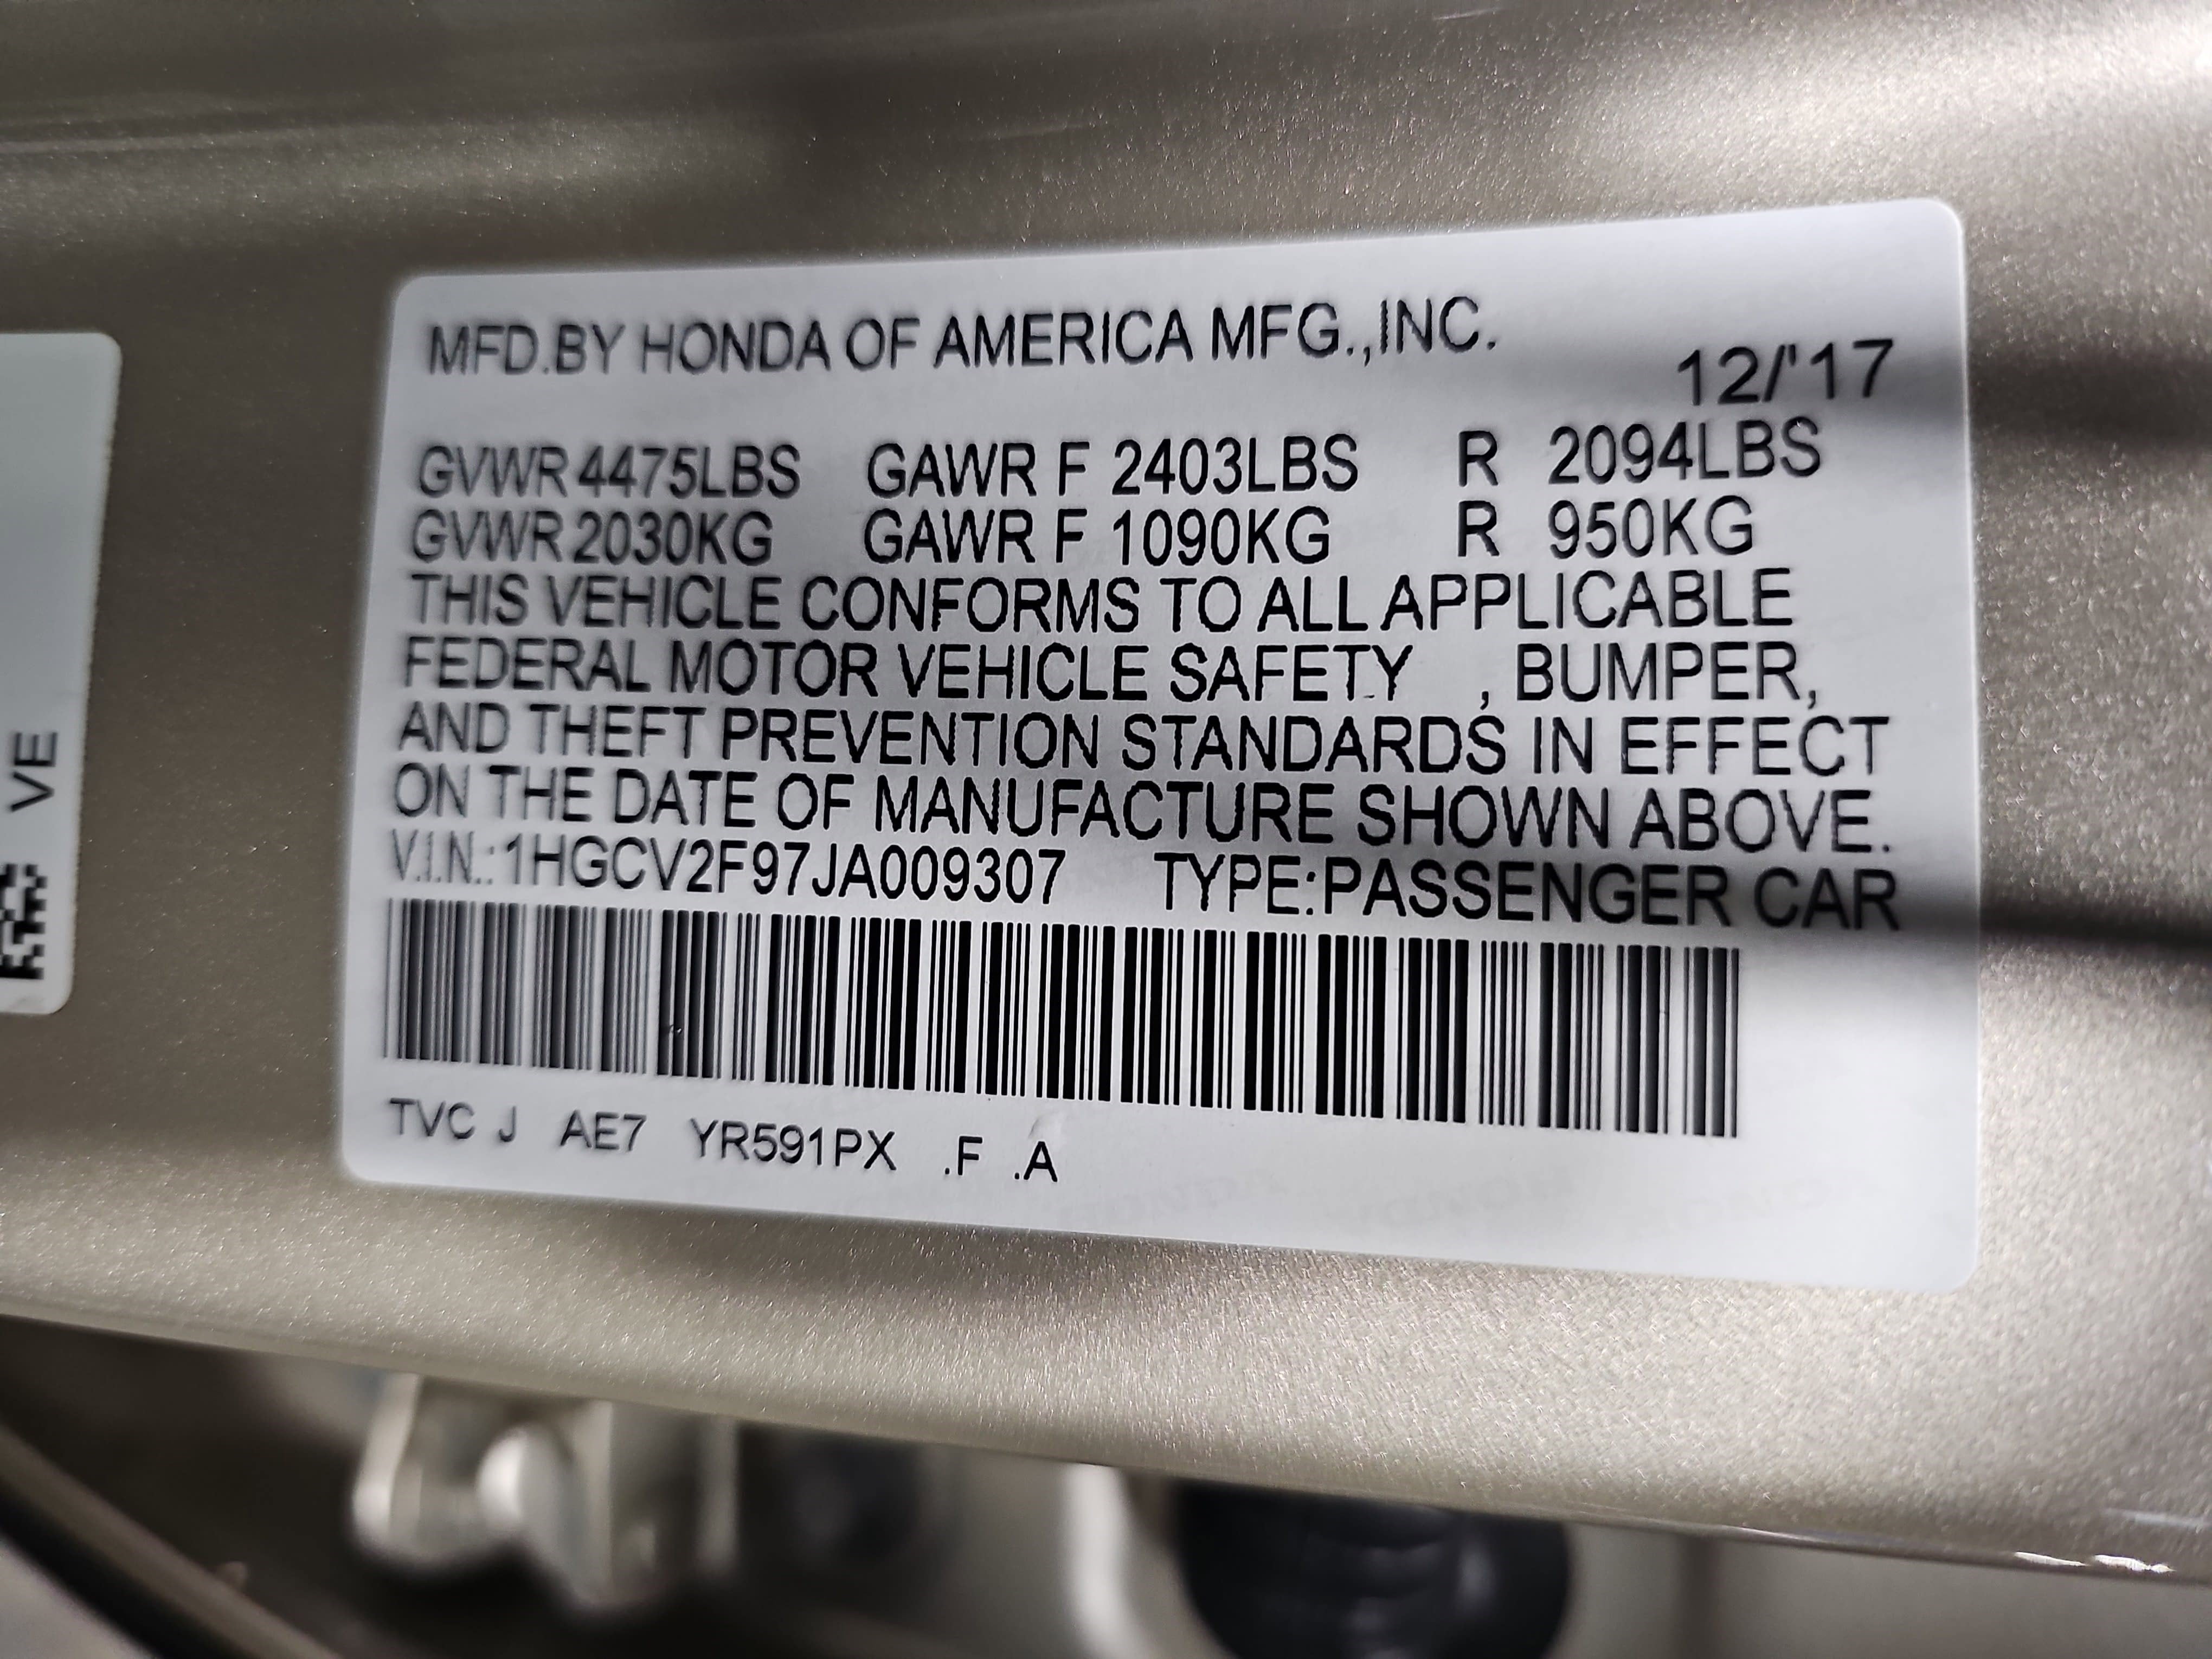 MFD.BY HONDA OF AMERICA MFG.,INC.
12/'17
GVWR 4475LBS GAWR F 2403LBS R 2094LBS
GVWR 2030KG GAWR F 1090KG R 950KG
THIS VEHICLE CONFORMS TO ALL APPLICABLE
FEDERAL MOTOR VEHICLE SAFETY , BUMPER,
AND THEFT PREVENTION STANDARDS IN EFFECT
ON THE DATE OF MANUFACTURE SHOWN ABOVE.
V.I.N.:1HGCV2F97JA009307 TYPE:PASSENGER CAR
TVC J AE7 YR591PX .F .A
VE